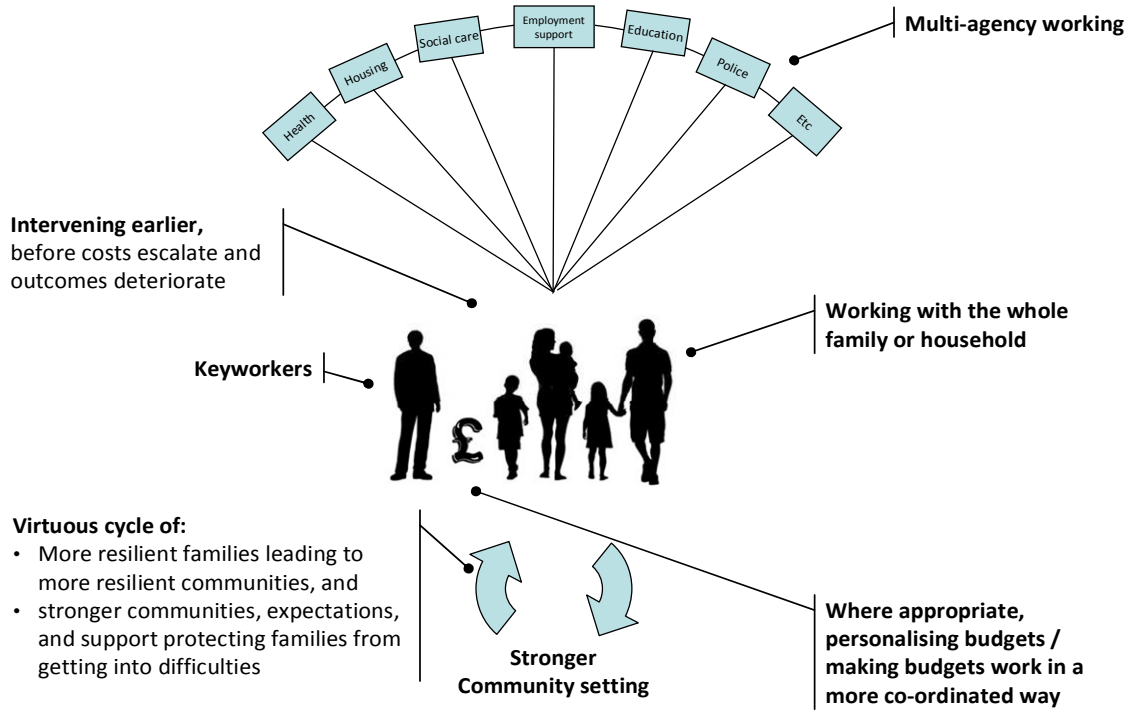 Employment
support
Social care
Education
Housing
Police
Health
Etc
Multi-agency working
Intervening earlier,
before costs escalate and
outcomes deteriorate
Working with the whole
family or household
Keyworkers
£
Virtuous cycle of:
• More resilient families leading to
more resilient communities, and
• stronger communities, expectations,
and support protecting families from
getting into difficulties
Stronger
Community setting
Where appropriate,
personalising budgets /
making budgets work in a
more co-ordinated way